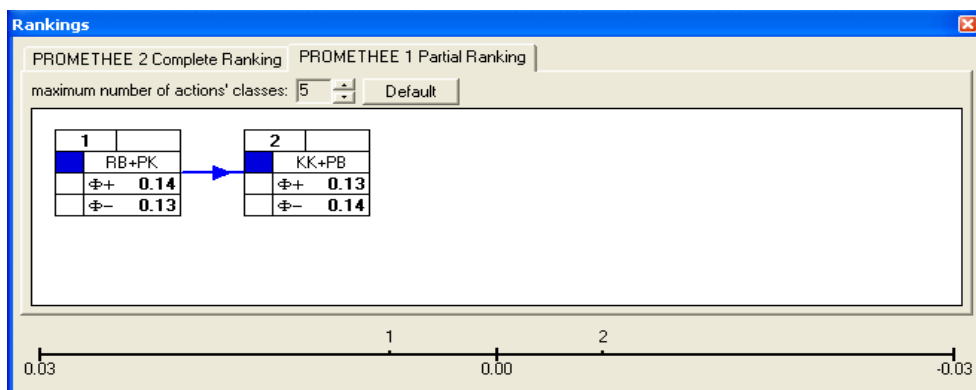 Rankings
PROMETHEE 2 Complete Ranking PROMETHEE 1 Partial Ranking
maximum number of actions' classes: 5 Default
1 2
RB+PK KK+PB
Φ+ 0.14 Φ+ 0.13
Φ− 0.13 Φ− 0.14
1 2
0.03 0.00 -0.03